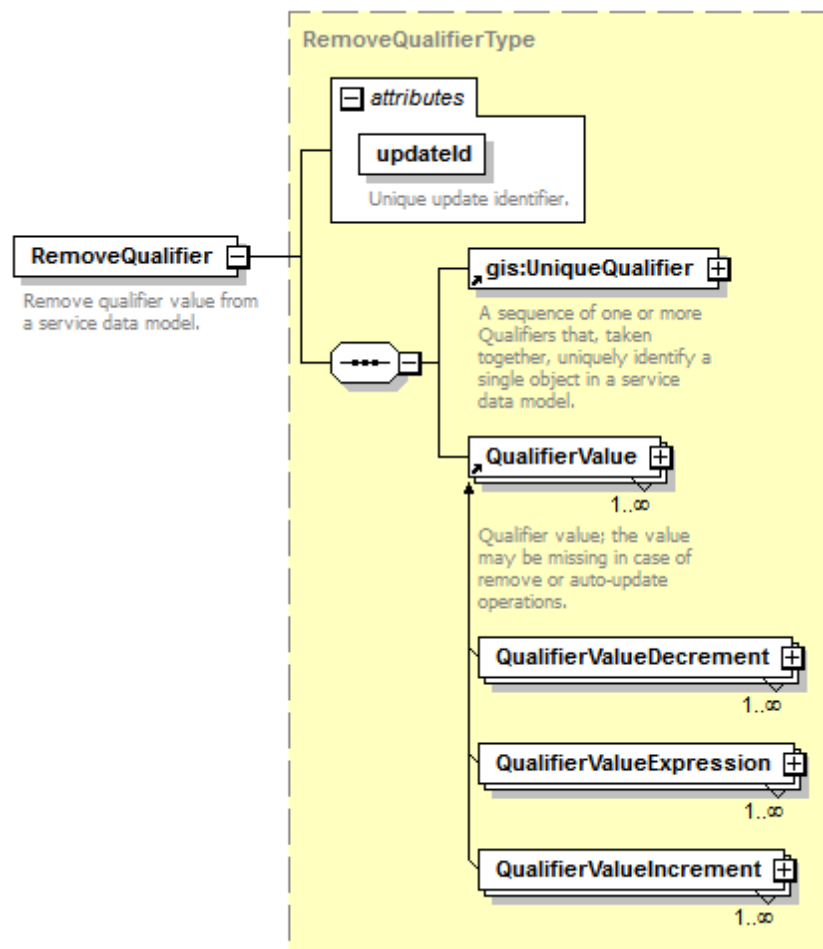 RemoveQualifierType
attributes
updateId
Unique update identifier.
RemoveQualifier
Remove qualifier value from
a service data model.
gis:UniqueQualifier
A sequence of one or more
Qualifiers that, taken
together, uniquely identify a
single object in a service
data model.
QualifierValue
1..∞
Qualifier value; the value
may be missing in case of
remove or auto-update
operations.
QualifierValueDecrement
1..∞
QualifierValueExpression
1..∞
QualifierValueIncrement
1..∞